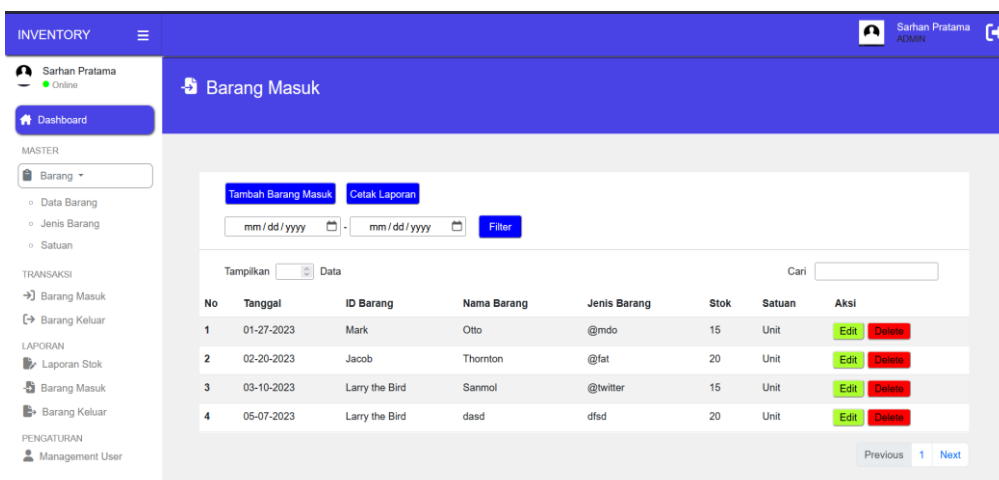 INVENTORY
Sarhan Pratama
ADMIN
Sarhan Pratama
Online
Dashboard
MASTER
Barang
Data Barang
Jenis Barang
Satuan
TRANSAKSI
Barang Masuk
Barang Keluar
LAPORAN
Laporan Stok
Barang Masuk
Barang Keluar
PENGATURAN
Management User
Barang Masuk
Tambah Barang Masuk Cetak Laporan
mm/dd/yyyy - mm/dd/yyyy Filter
Tampilkan Data Cari
No Tanggal ID Barang Nama Barang Jenis Barang Stok Satuan Aksi
1 01-27-2023 Mark Otto @mdo 15 Unit Edit Delete
2 02-20-2023 Jacob Thornton @fat 20 Unit Edit Delete
3 03-10-2023 Larry the Bird Sanmol @twitter 15 Unit Edit Delete
4 05-07-2023 Larry the Bird dasd dfsd 20 Unit Edit Delete
Previous 1 Next